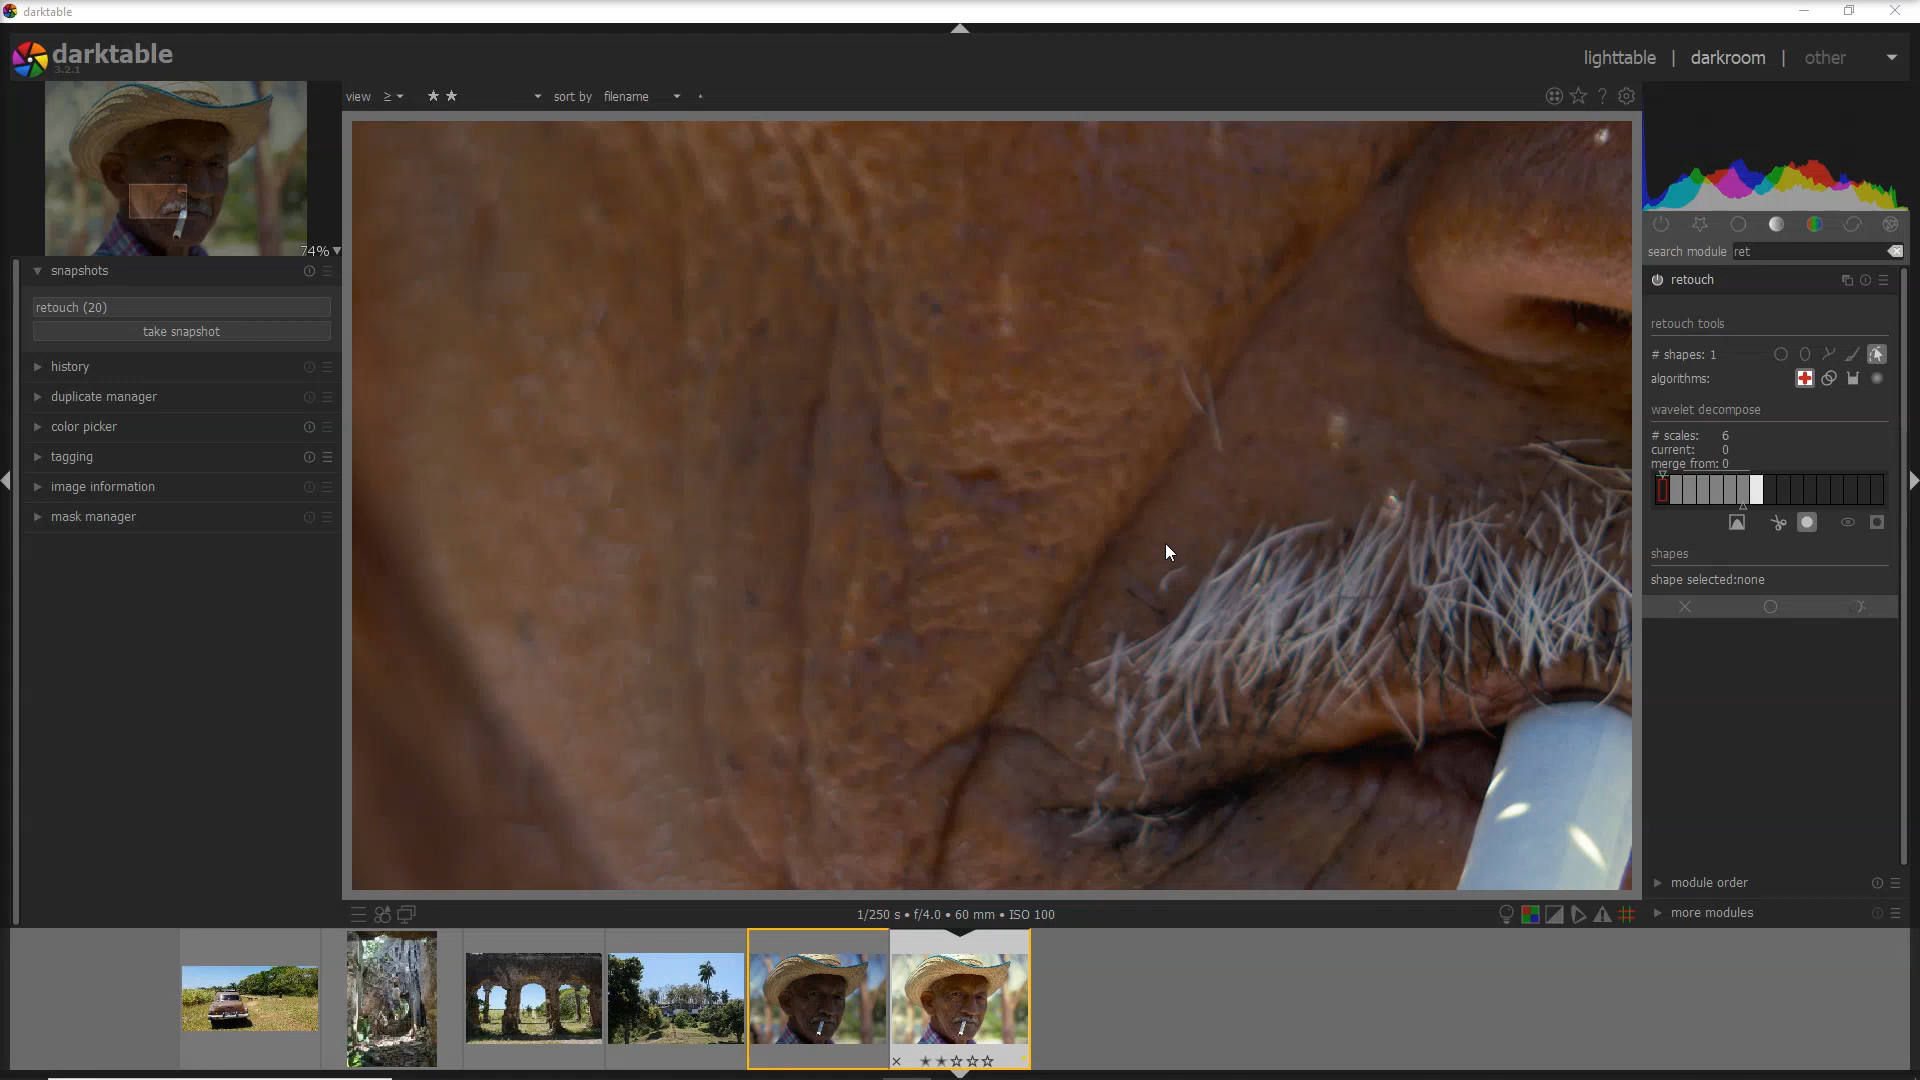 darktable
darktable
3.2.1
lighttable | darkroom | other
view ≥ ★ ★ sort by filename
?
74%
snapshots
retouch (20)
take snapshot
history
duplicate manager
color picker
tagging
image information
mask manager
search module ret
retouch
retouch tools
# shapes: 1
algorithms:
wavelet decompose
# scales: 6
current: 0
merge from: 0
shapes
shape selected:none
module order
more modules
1/250 s • f/4.0 • 60 mm • ISO 100